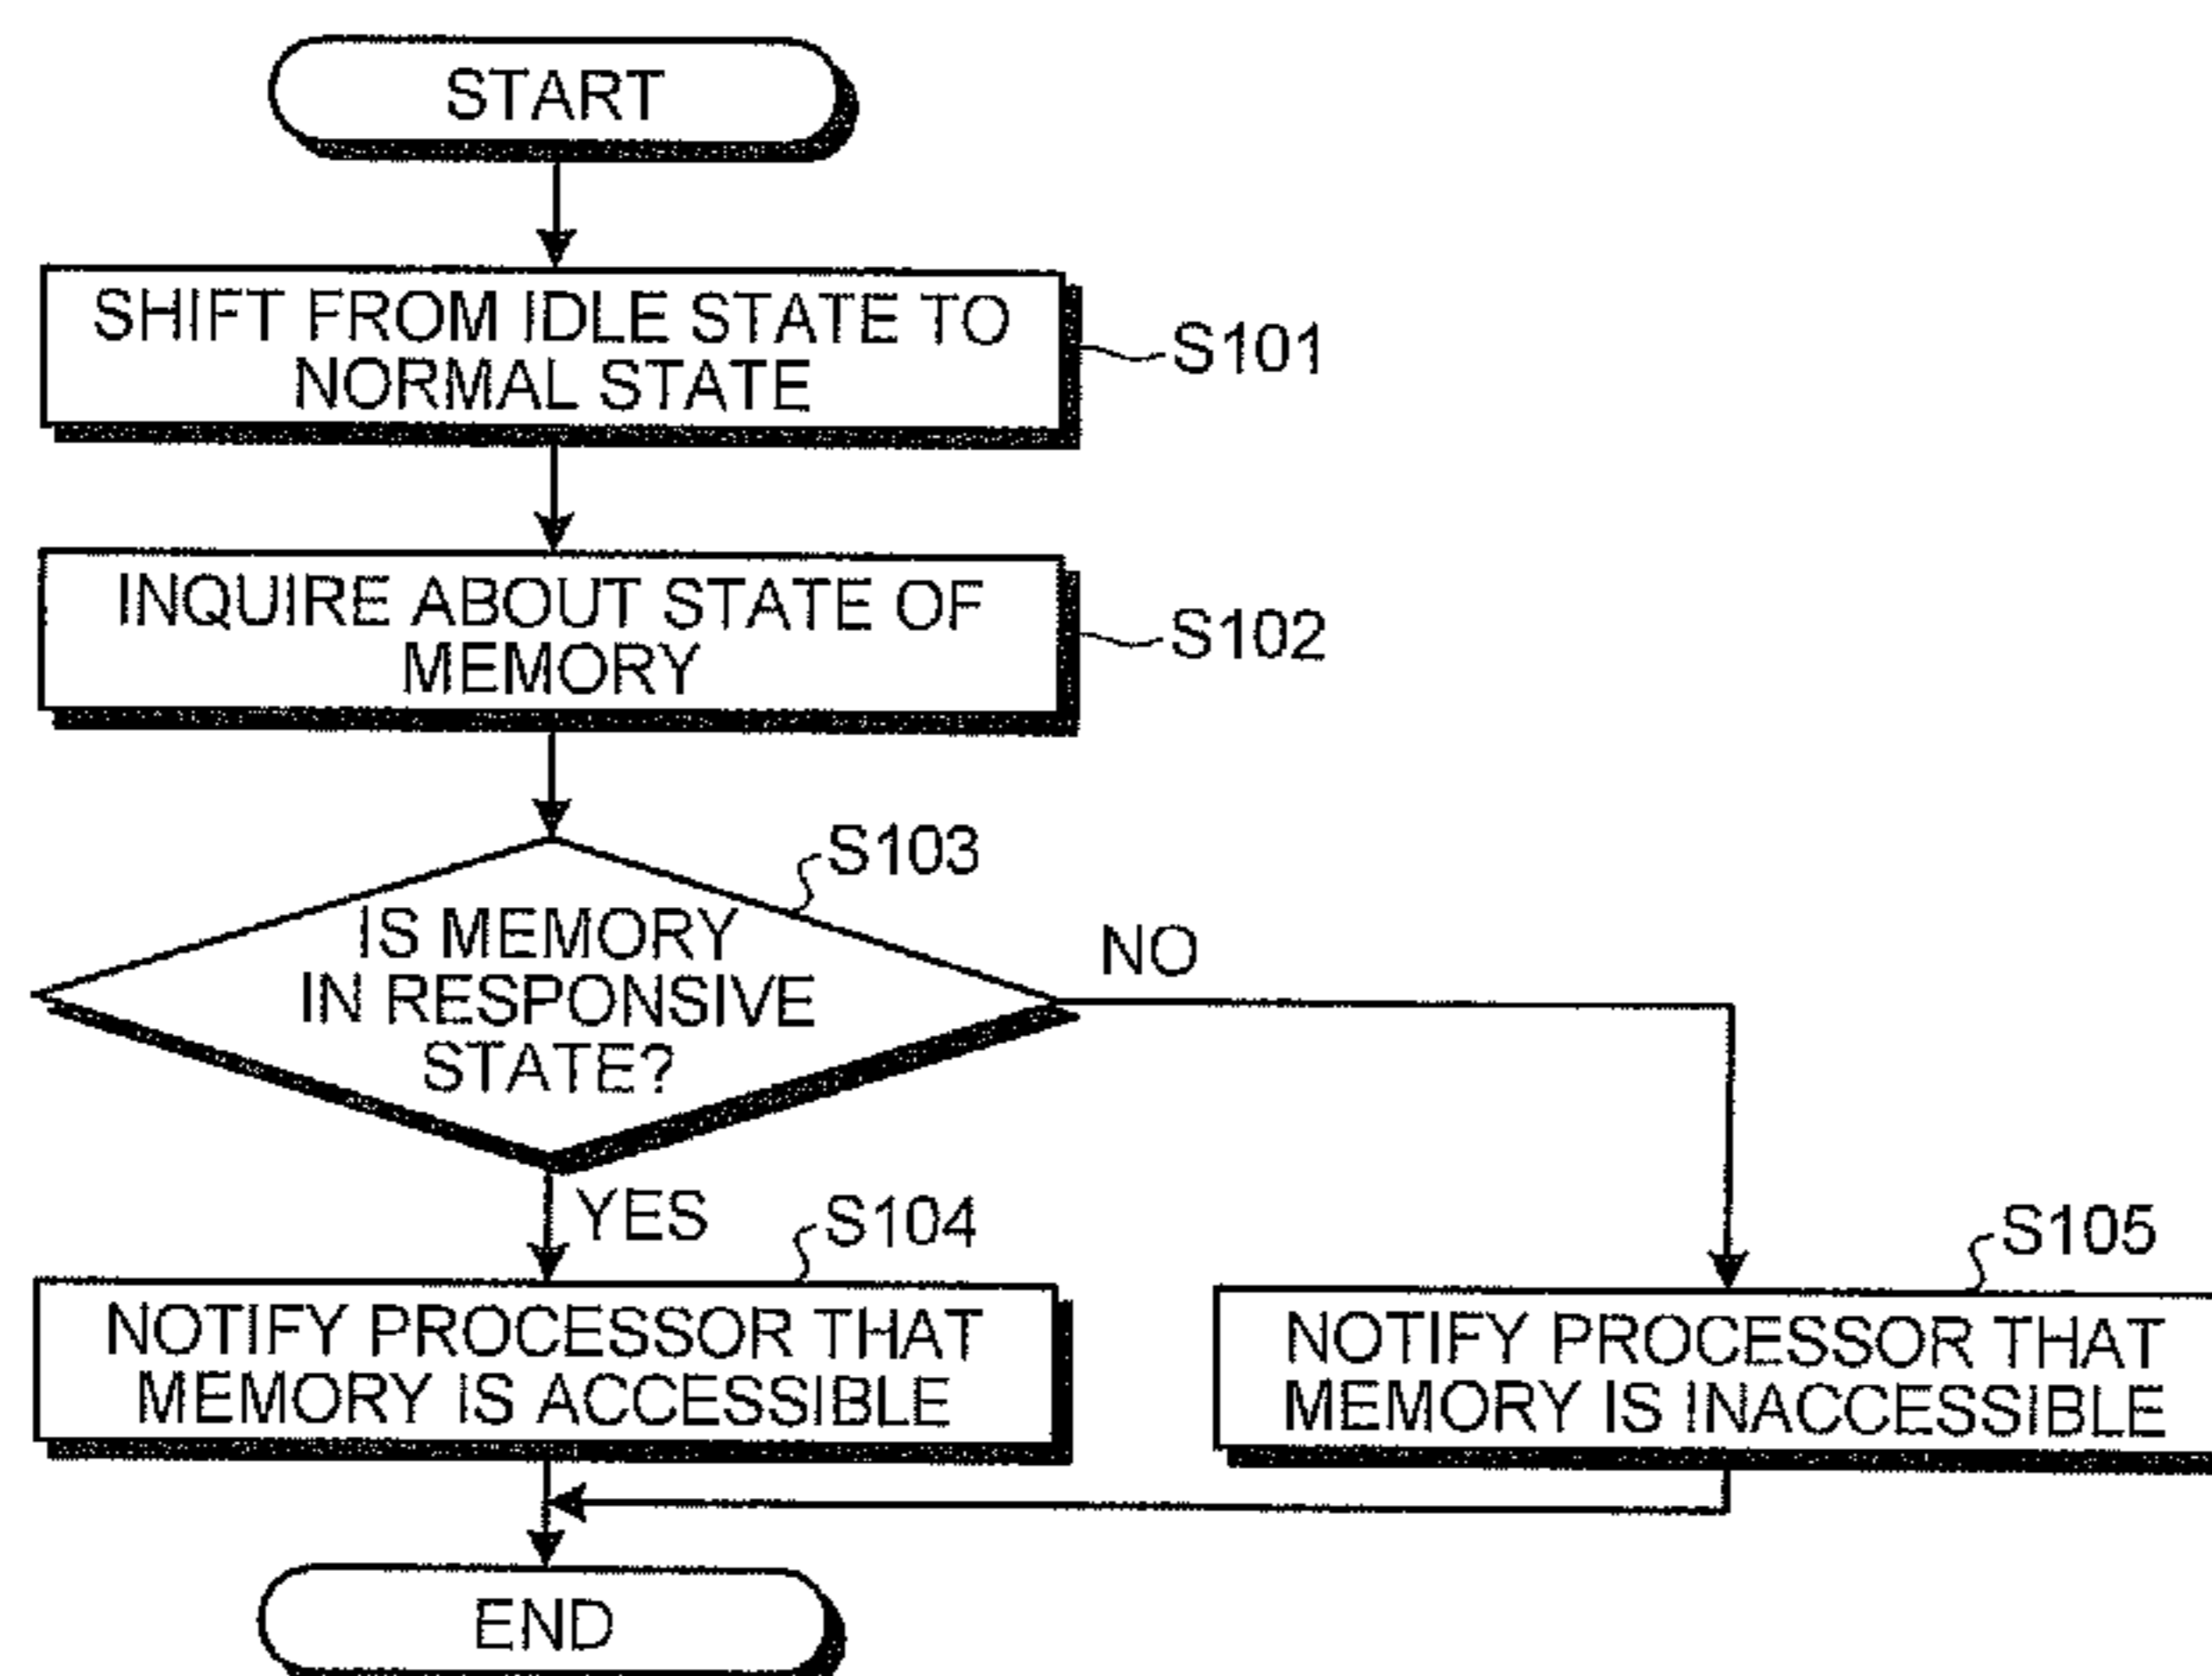 START
SHIFT FROM IDLE STATE TO
NORMAL STATE
S101
INQUIRE ABOUT STATE OF
MEMORY
S102
S103
IS MEMORY
IN RESPONSIVE
STATE?
NO
YES
S104
NOTIFY PROCESSOR THAT
MEMORY IS ACCESSIBLE
S105
NOTIFY PROCESSOR THAT
MEMORY IS INACCESSIBLE
END